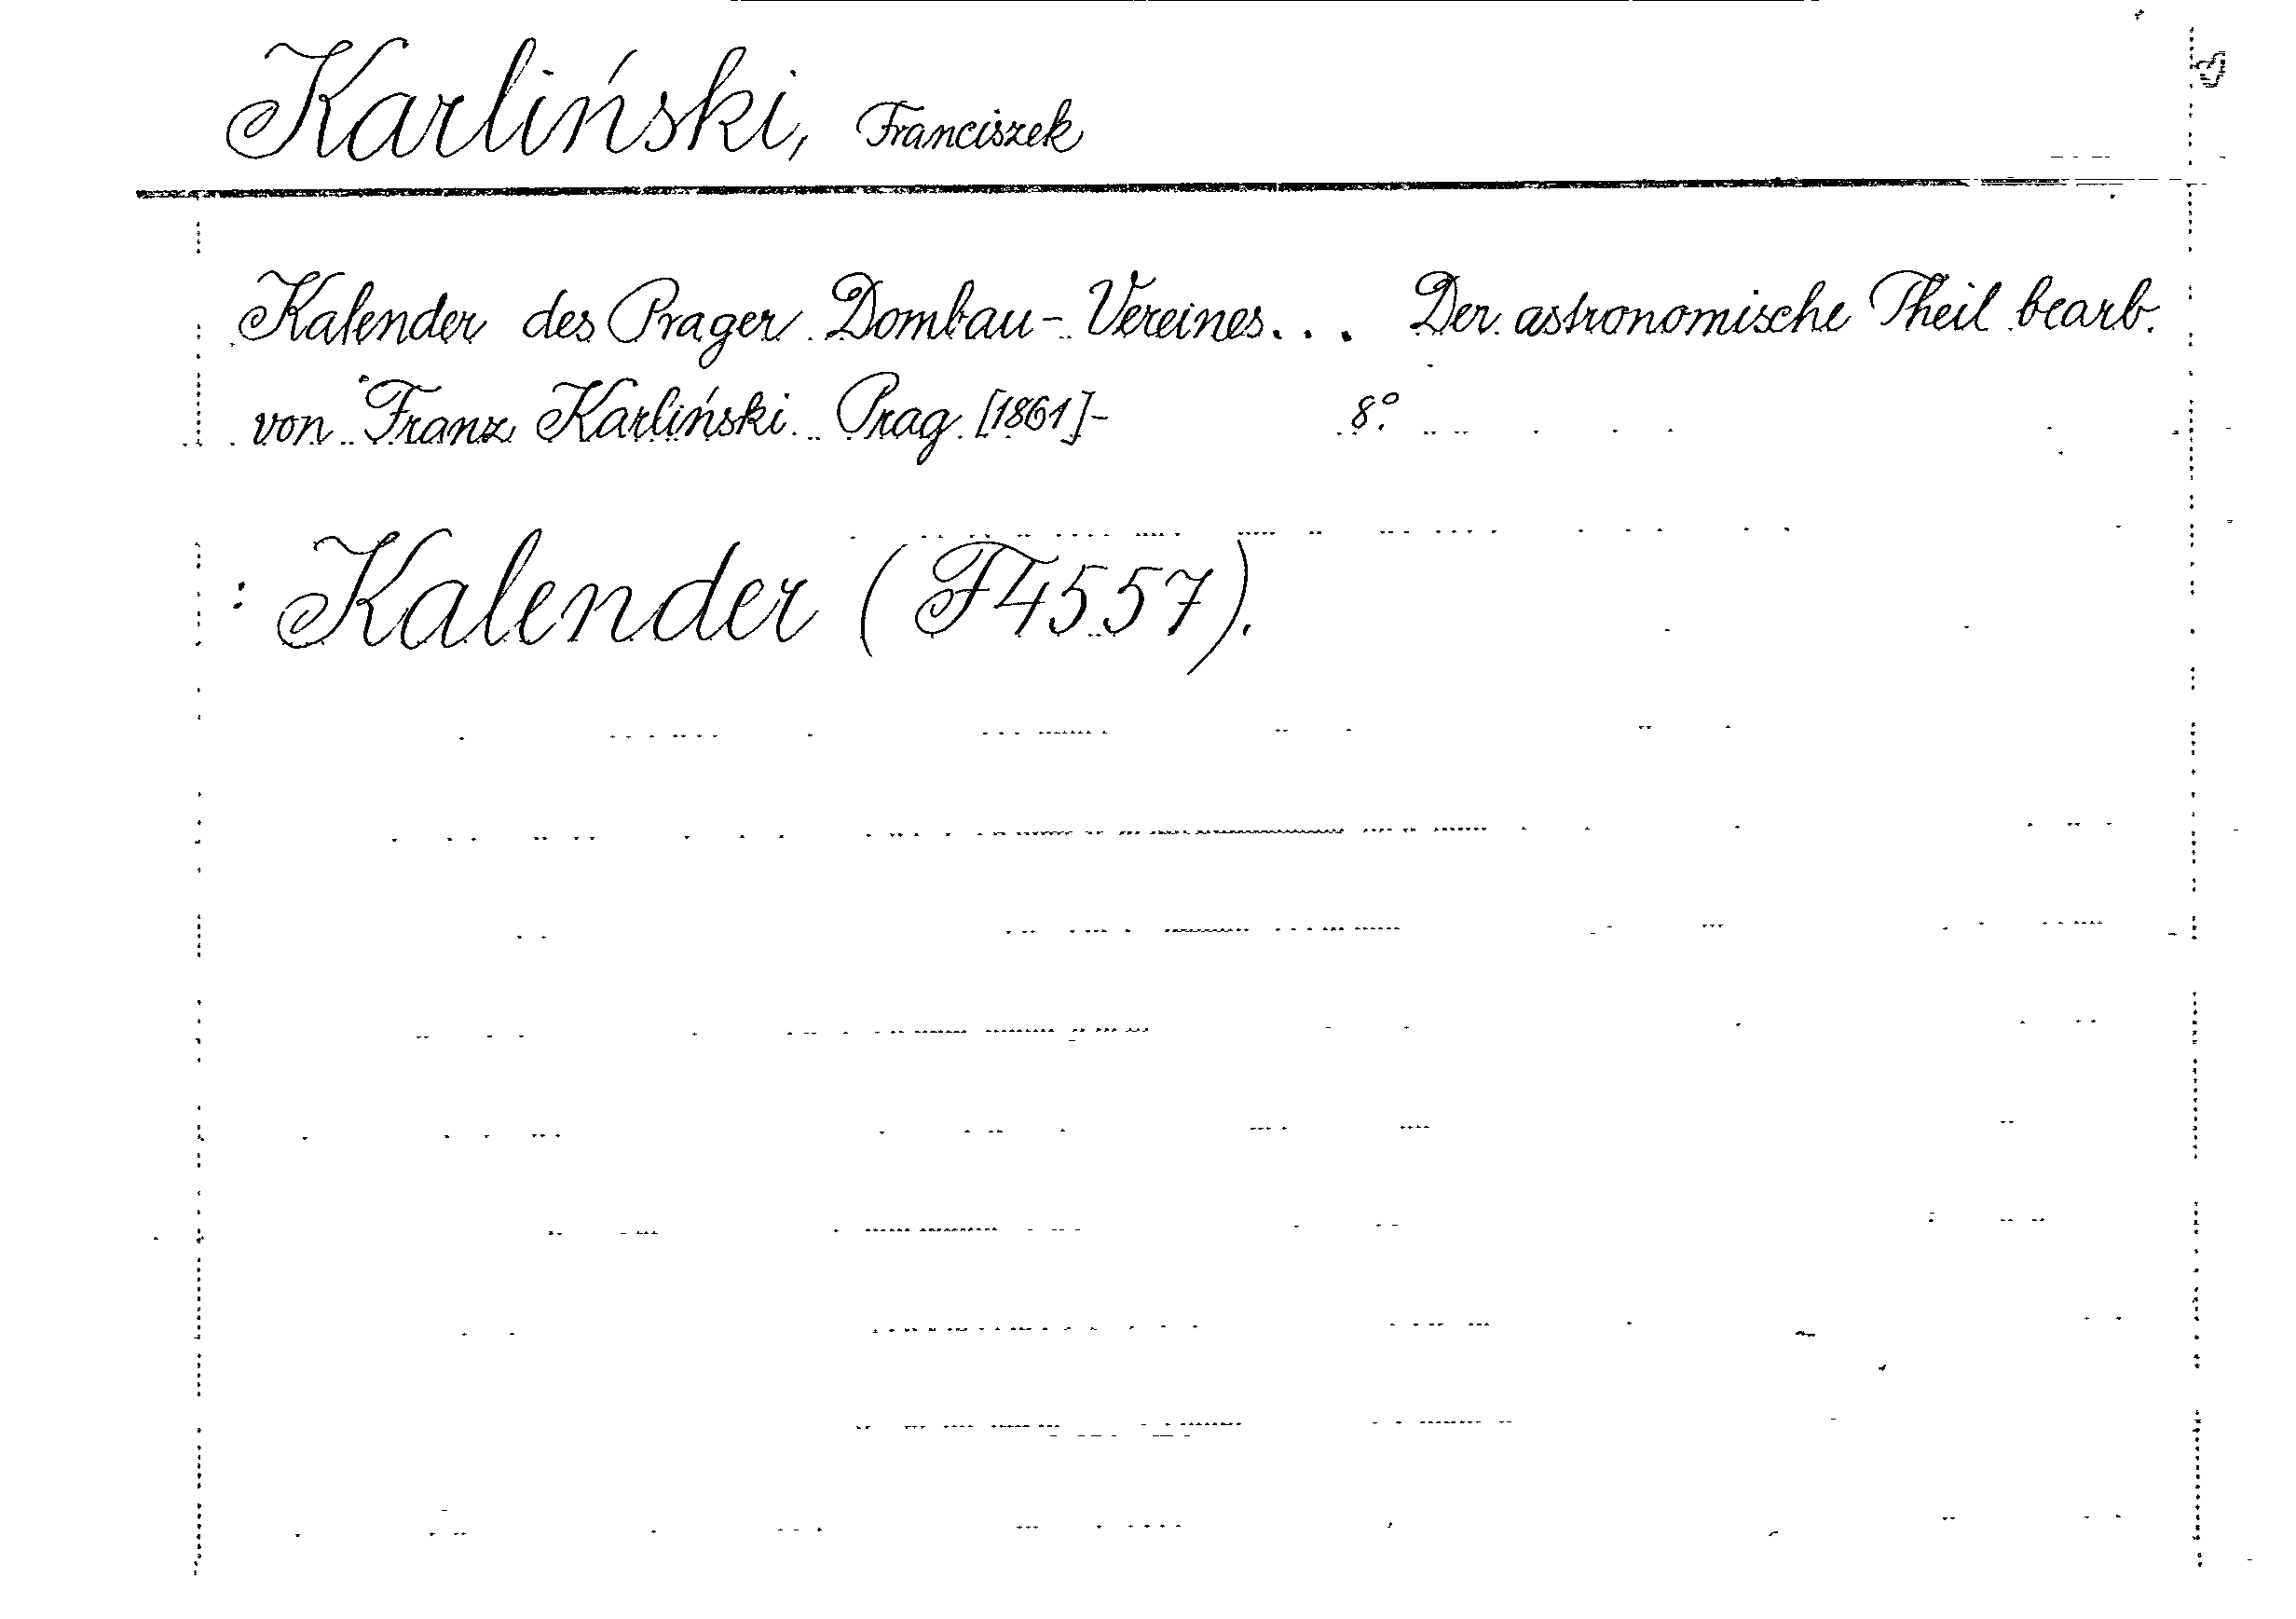 Karliński, Franciszek
Kalender des Prager Dombau-Vereines... Der astronomische Theil bearb.
von Franz Karliński. Prag. [1861]- 8°.
: Kalender (F4557).